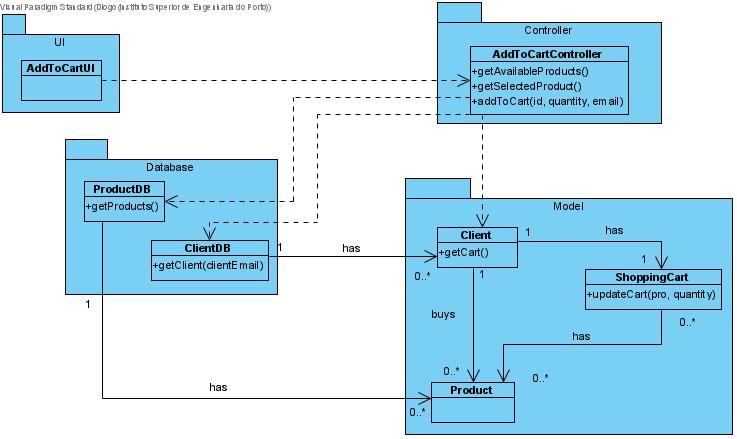 Visual Paradigm Standard (Diogo (Instituto Superior de Engenharia do Porto))
UI
AddToCartUI
Controller
AddToCartController
+getAvailableProducts()
+getSelectedProduct()
+addToCart(id, quantity, email)
Database
ProductDB
+getProducts()
ClientDB
+getClient(clientEmail)
1
has
0..*
Model
Client
+getCart()
1
has
1
ShoppingCart
+updateCart(pro, quantity)
0..*
has
0..*
1
buys
0..*
Product
1
has
0..*